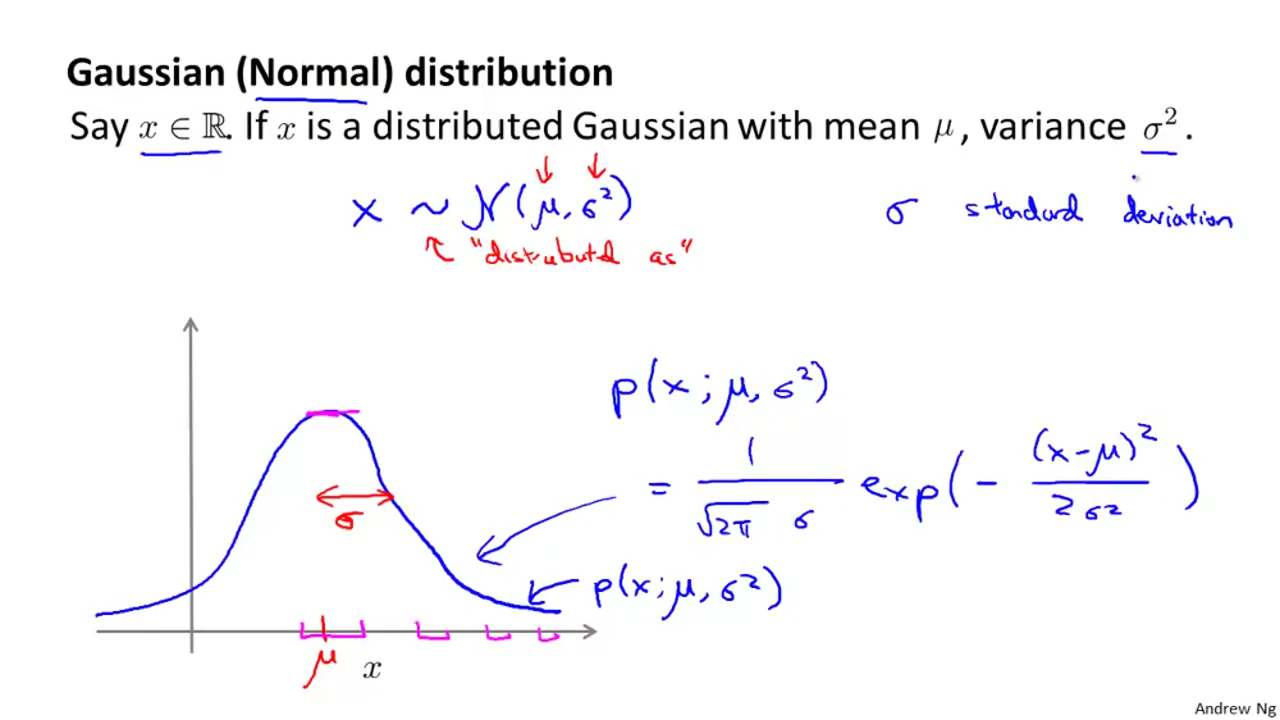 Gaussian (Normal) distribution
Say x ∈ ℝ. If x is a distributed Gaussian with mean μ, variance σ².
x ~ N(μ, σ²)
σ standard deviation
"distributed as"
p(x; μ, σ²)
= 1/(√2π σ) exp(− (x−μ)²/2σ²)
σ
p(x; μ, σ²)
μ x
Andrew Ng